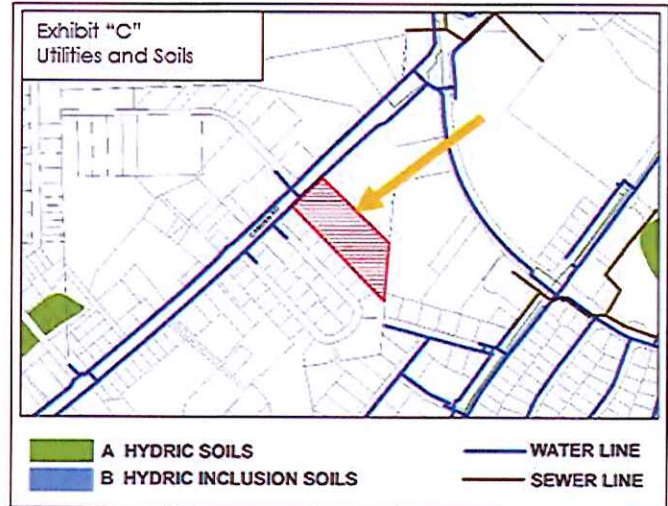 Exhibit “C”
Utilities and Soils
A HYDRIC SOILS
B HYDRIC INCLUSION SOILS
WATER LINE
SEWER LINE